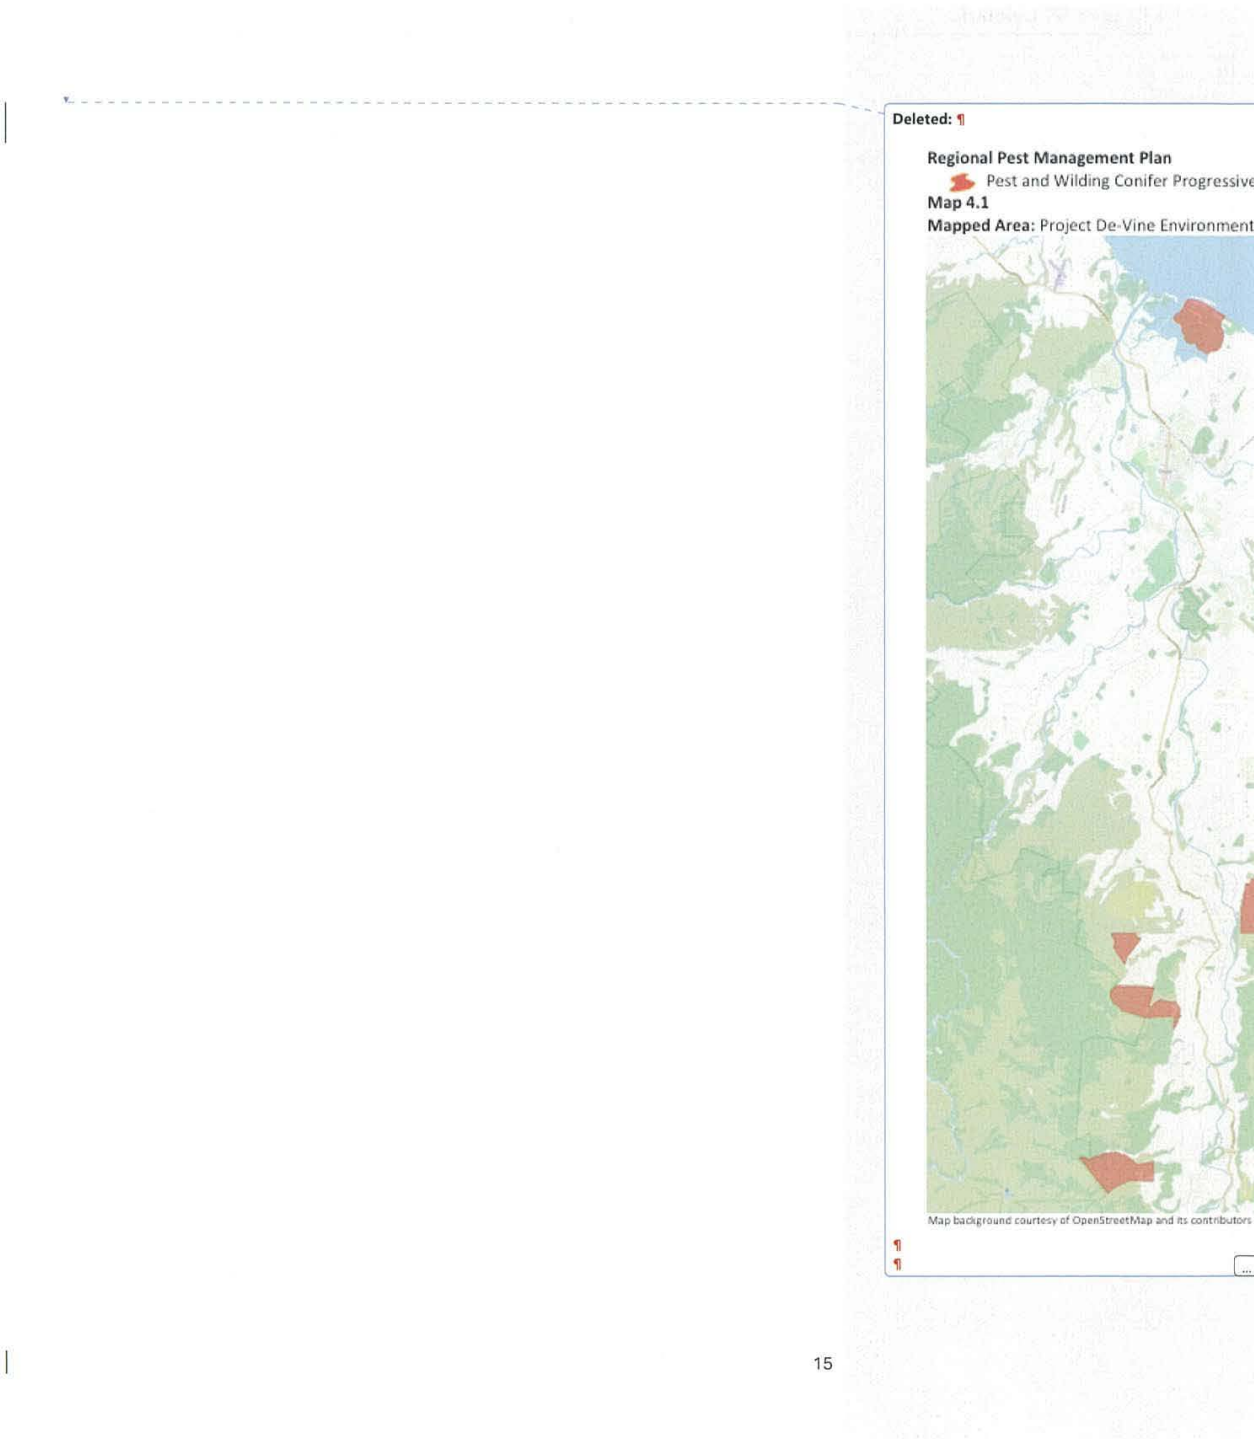 Deleted: ¶
Regional Pest Management Plan
Pest and Wilding Conifer Progressive
Map 4.1
Mapped Area: Project De-Vine Environment
Map background courtesy of OpenStreetMap and its contributors
¶
¶
...
15